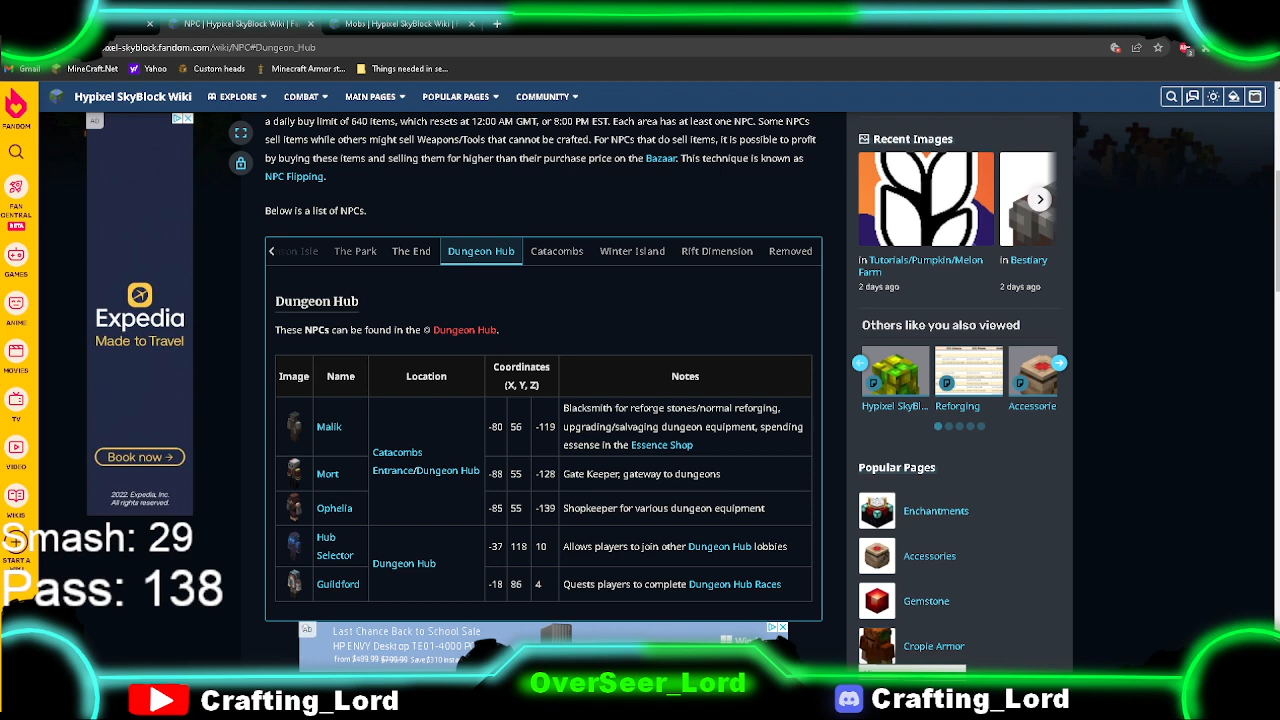 NPC | Hypixel SkyBlock Wiki | F
Mobs | Hypixel SkyBlock Wiki | F
pixel-skyblock.fandom.com/wiki/NPC#Dungeon_Hub
Gmail
MineCraft.Net
Yahoo
Custom heads
Minecraft Armor st...
Things needed in se...
Hypixel SkyBlock Wiki
EXPLORE
COMBAT
MAIN PAGES
POPULAR PAGES
COMMUNITY
FANDOM
FAN CENTRAL
BETA
GAMES
ANIME
MOVIES
TV
VIDEO
WIKIS
START A
AD
Expedia
Made to Travel
Book now →
2022 Expedia, Inc.
All rights reserved.
a daily buy limit of 640 items, which resets at 12:00 AM GMT, or 8:00 PM EST. Each area has at least one NPC. Some NPCs
sell items while others might sell Weapons/Tools that cannot be crafted. For NPCs that do sell items, it is possible to profit
by buying these items and selling them for higher than their purchase price on the Bazaar. This technique is known as
NPC Flipping.
Below is a list of NPCs.
Isle The Park The End Dungeon Hub Catacombs Winter Island Rift Dimension Removed
Dungeon Hub
These NPCs can be found in the Dungeon Hub.
Name Location Coordinates (X, Y, Z) Notes
Malik
Catacombs Entrance/Dungeon Hub
-80 56 -119
Blacksmith for reforge stones/normal reforging,
upgrading/salvaging dungeon equipment, spending
essense in the Essence Shop
Mort -88 55 -128 Gate Keeper, gateway to dungeons
Ophelia -85 55 -139 Shopkeeper for various dungeon equipment
Hub Selector
Dungeon Hub
-37 118 10 Allows players to join other Dungeon Hub lobbies
Guildford -18 86 4 Quests players to complete Dungeon Hub Races
Ad
Last Chance Back to School Sale
HP ENVY Desktop TE01-4000
Recent Images
in Tutorials/Pumpkin/Melon
Farm
2 days ago
in Bestiary
2 days ago
Others like you also viewed
Hypixel SkyBl...
Reforging
Accessorie
Popular Pages
Enchantments
Accessories
Gemstone
Cropie Armor
Smash: 29
Pass: 138
Crafting_Lord
OverSeer_Lord
Crafting_Lord